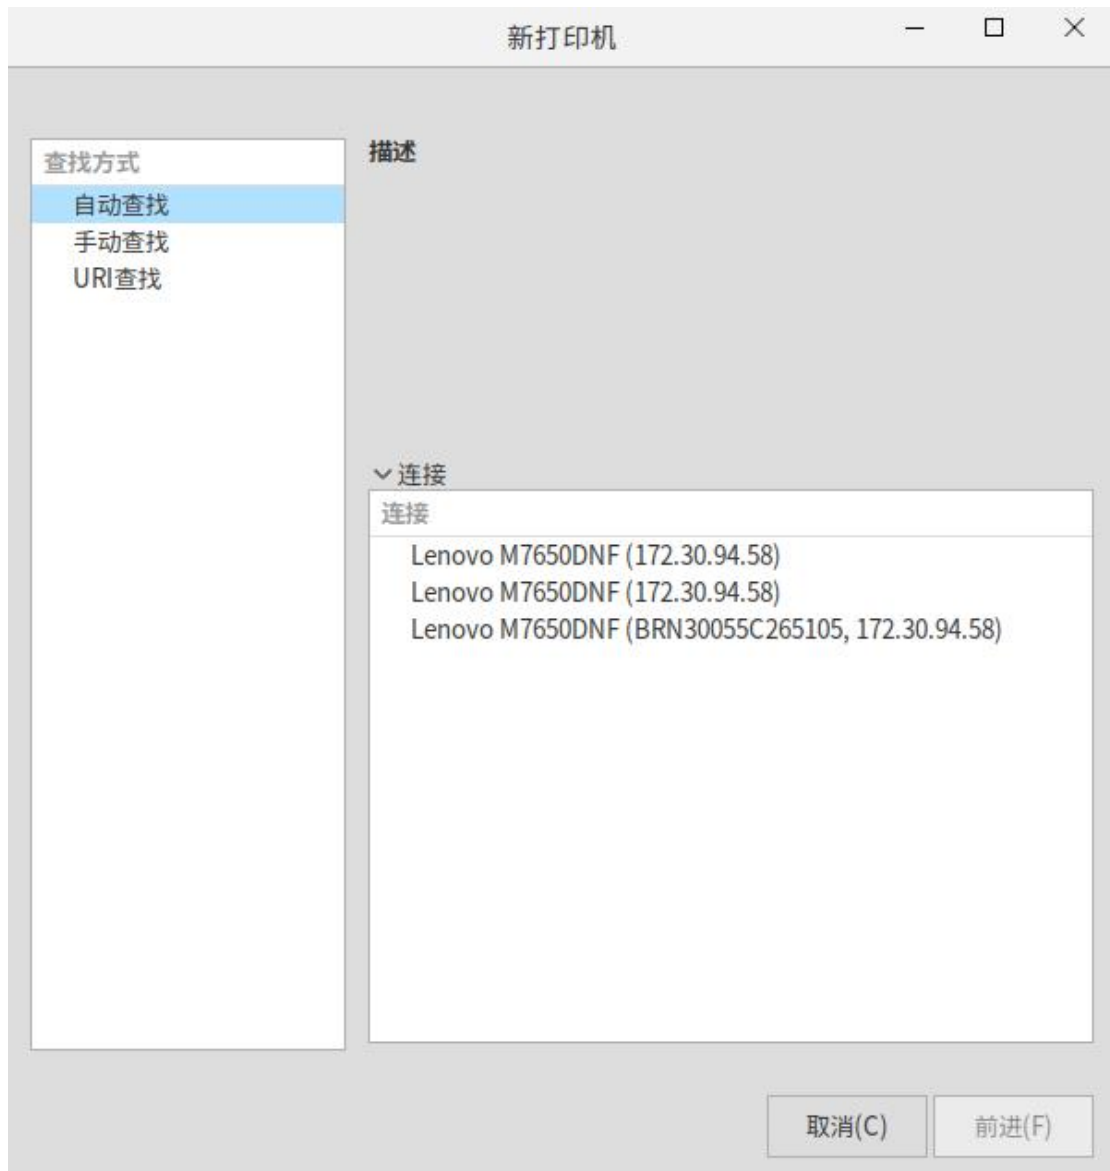 新打印机
查找方式
自动查找
手动查找
URI查找
描述
连接
连接
Lenovo M7650DNF (172.30.94.58)
Lenovo M7650DNF (172.30.94.58)
Lenovo M7650DNF (BRN30055C265105, 172.30.94.58)
取消(C)
前进(F)